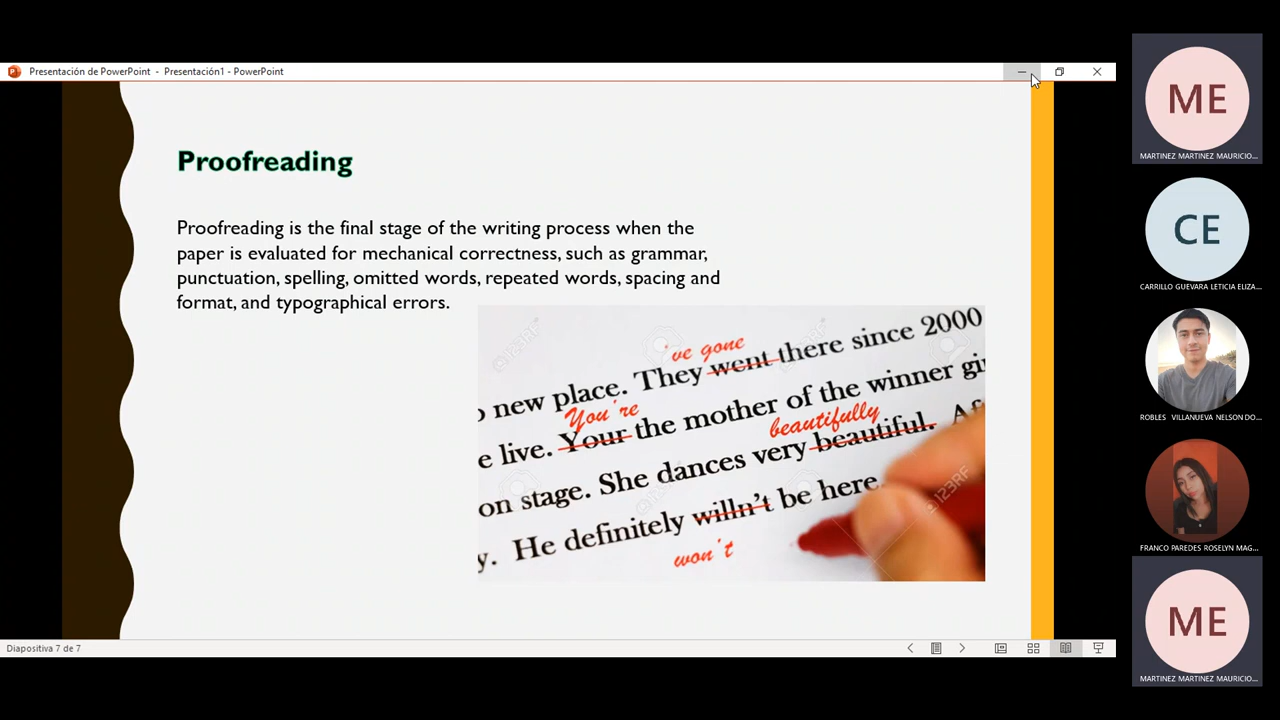 Presentación de PowerPoint - Presentación1 - PowerPoint
Proofreading
Proofreading is the final stage of the writing process when the
paper is evaluated for mechanical correctness, such as grammar,
punctuation, spelling, omitted words, repeated words, spacing and
format, and typographical errors.
've gone
new place. They went there since 2000
You're
e live. Your the mother of the winner gi
beautifully
on stage. She dances very beautiful. Af
y. He definitely willn't be here.
won't
123RF
Diapositiva 7 de 7
ME
MARTINEZ MARTINEZ MAURICIO...
CE
CARRILLO GUEVARA LETICIA ELIZA...
ROBLES VILLANUEVA NELSON DO...
FRANCO PAREDES ROSELYN MAG...
ME
MARTINEZ MARTINEZ MAURICIO...